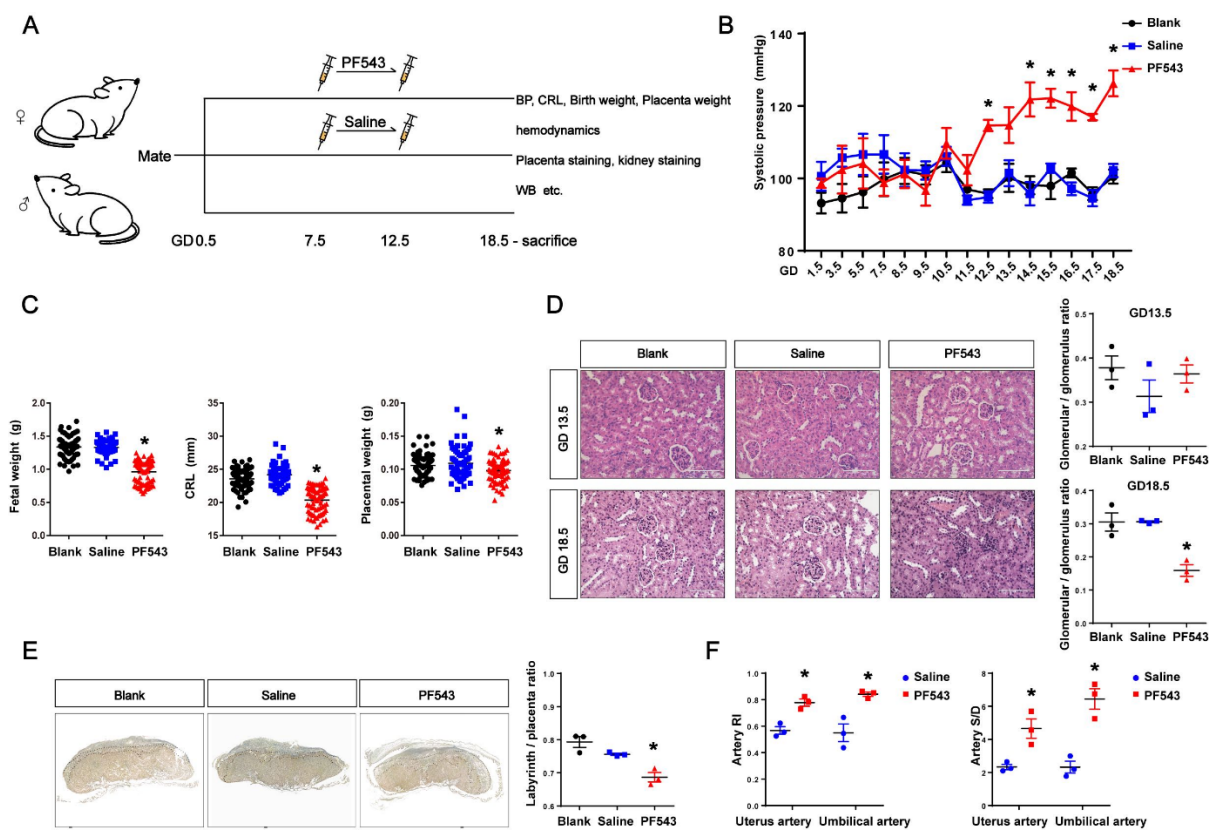 A
PF543
Saline
Mate
BP, CRL, Birth weight, Placenta weight
hemodynamics
Placenta staining, kidney staining
WB etc.
♀
♂
GD0.5 7.5 12.5 18.5 - sacrifice
B
Blank
Saline
PF543
Systolic pressure (mmHg)
140
120
100
80
* * * * * *
GD 1.5 3.5 5.5 7.5 8.5 9.5 10.5 11.5 12.5 13.5 14.5 15.5 16.5 17.5 18.5
C
Fetal weight (g)
2.0
1.5
1.0
0.5
0.0
*
Blank Saline PF543
CRL (mm)
35
30
25
20
15
*
Blank Saline PF543
Placental weight (g)
0.20
0.15
0.10
0.05
0.00
*
Blank Saline PF543
D
Blank Saline PF543
GD 13.5
GD 18.5
GD13.5
Glomerular / glomerulus ratio
0.5
0.4
0.3
0.2
Blank Saline PF543
GD18.5
Glomerular / glomerulus ratio
0.4
0.3
0.2
0.1
0.0
*
Blank Saline PF543
E
Blank Saline PF543
Labyrinth / placenta ratio
0.9
0.8
0.7
0.6
*
Blank Saline PF543
F
Artery RI
1.0
0.8
0.6
0.4
0.2
0.0
* *
Saline
PF543
Uterus artery Umbilical artery
Artery S/D
8
6
4
2
0
* *
Saline
PF543
Uterus artery Umbilical artery